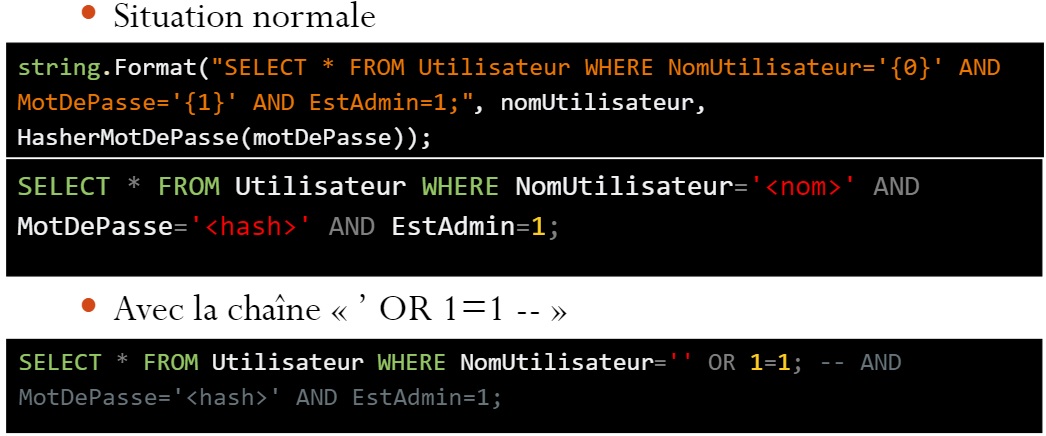 • Situation normale
string.Format("SELECT * FROM Utilisateur WHERE NomUtilisateur='{0}' AND
MotDePasse='{1}' AND EstAdmin=1;", nomUtilisateur,
HasherMotDePasse(motDePasse));
SELECT * FROM Utilisateur WHERE NomUtilisateur='<nom>' AND
MotDePasse='<hash>' AND EstAdmin=1;
• Avec la chaîne « ’ OR 1=1 -- »
SELECT * FROM Utilisateur WHERE NomUtilisateur='' OR 1=1; -- AND
MotDePasse='<hash>' AND EstAdmin=1;